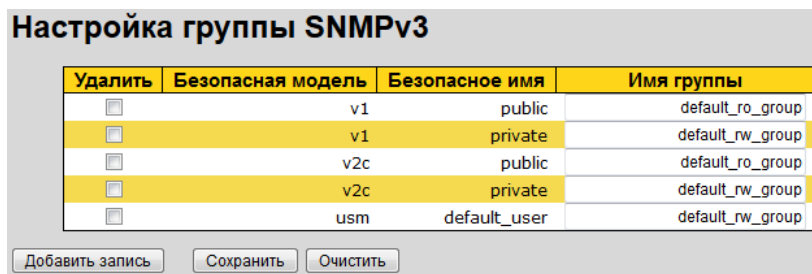 Настройка группы SNMPv3
Удалить Безопасная модель Безопасное имя Имя группы
v1 public default_ro_group
v1 private default_rw_group
v2c public default_ro_group
v2c private default_rw_group
usm default_user default_rw_group
Добавить запись Сохранить Очистить